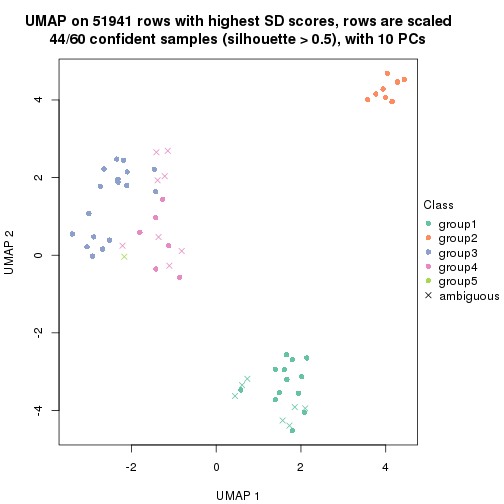 UMAP on 51941 rows with highest SD scores, rows are scaled
44/60 confident samples (silhouette > 0.5), with 10 PCs
4
2
0
-2
-4
UMAP 2
-2
0
2
4
UMAP 1
Class
group1
group2
group3
group4
group5
ambiguous